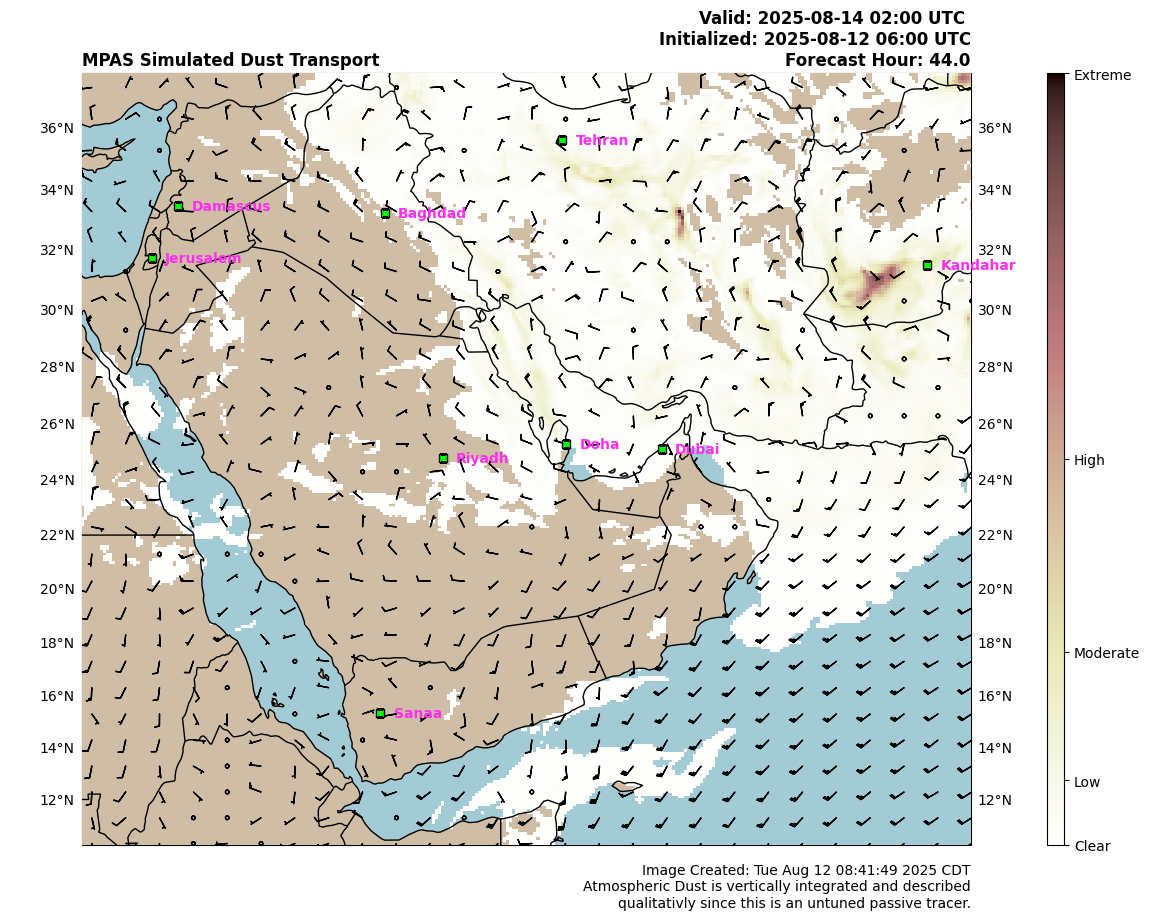 Valid: 2025-08-14 02:00 UTC
Initialized: 2025-08-12 06:00 UTC
MPAS Simulated Dust Transport
Forecast Hour: 44.0
Extreme
36°N
36°N
Tehran
34°N
34°N
Damascus
Baghdad
32°N
32°N
Jerusalem
Kandahar
30°N
30°N
28°N
28°N
26°N
26°N
Doha
Dubai
Riyadh
High
24°N
24°N
22°N
22°N
20°N
20°N
18°N
18°N
Moderate
16°N
16°N
Sanaa
14°N
14°N
Low
12°N
12°N
Clear
Image Created: Tue Aug 12 08:41:49 2025 CDT
Atmospheric Dust is vertically integrated and described
qualitativly since this is an untuned passive tracer.